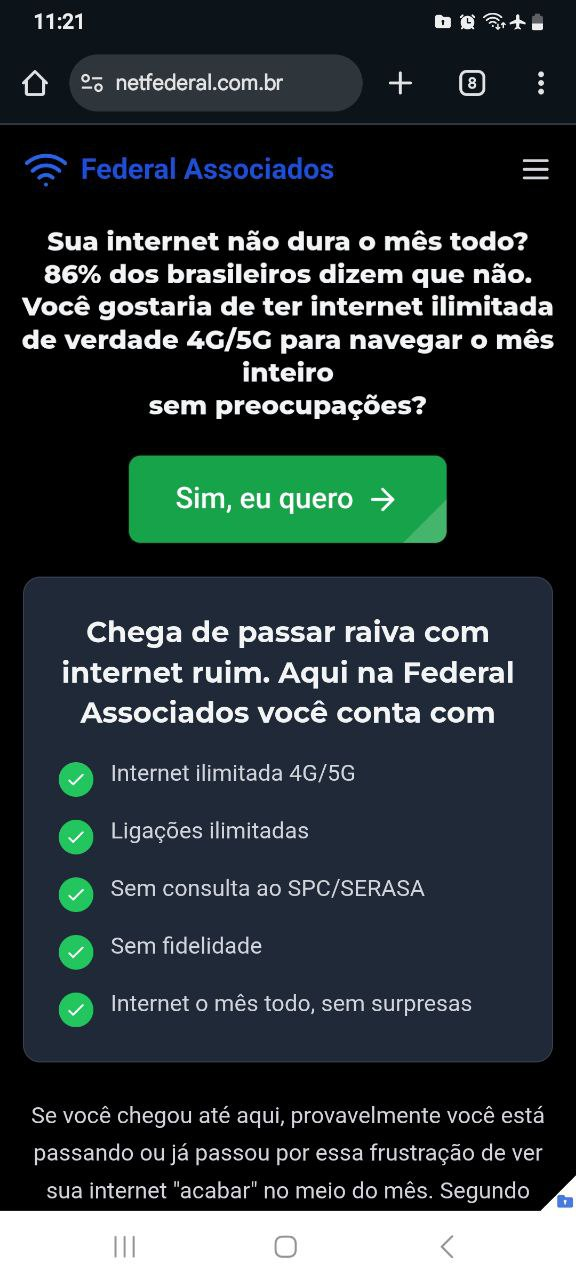 11:21
netfederal.com.br
8
Federal Associados
Sua internet não dura o mês todo?
86% dos brasileiros dizem que não.
Você gostaria de ter internet ilimitada
de verdade 4G/5G para navegar o mês
inteiro
sem preocupações?
Sim, eu quero →
Chega de passar raiva com
internet ruim. Aqui na Federal
Associados você conta com
Internet ilimitada 4G/5G
Ligações ilimitadas
Sem consulta ao SPC/SERASA
Sem fidelidade
Internet o mês todo, sem surpresas
Se você chegou até aqui, provavelmente você está
passando ou já passou por essa frustração de ver
sua internet "acabar" no meio do mês. Segundo